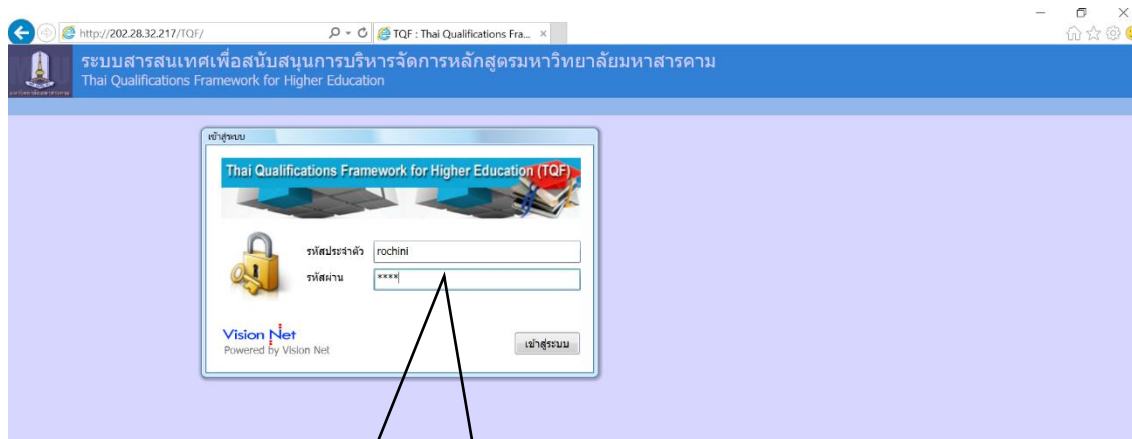 http://202.28.32.217/TQF/
TQF : Thai Qualifications Fra...
ระบบสารสนเทศเพื่อสนับสนุนการบริหารจัดการหลักสูตรมหาวิทยาลัยมหาสารคาม
Thai Qualifications Framework for Higher Education
เข้าสู่ระบบ
Thai Qualifications Framework for Higher Education (TQF)
รหัสประจำตัว rochini
รหัสผ่าน ****
Vision Net
Powered by Vision Net
เข้าสู่ระบบ